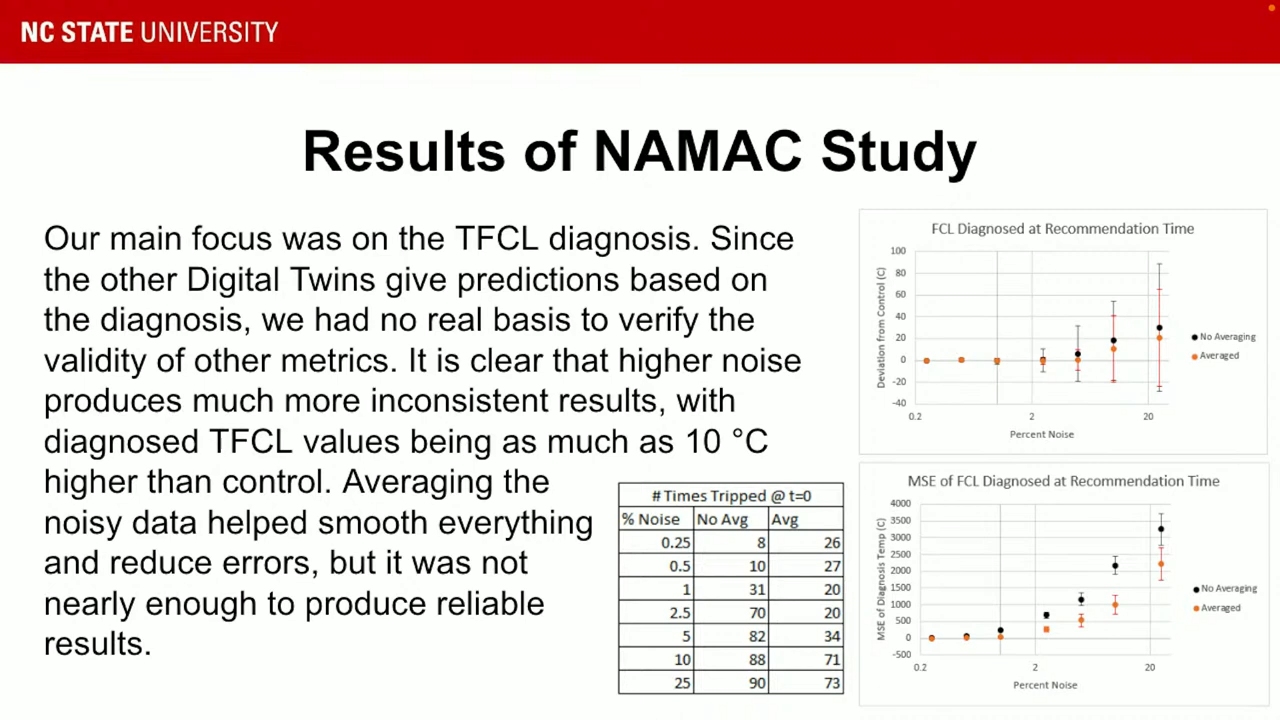 NC STATE UNIVERSITY
Results of NAMAC Study
Our main focus was on the TFCL diagnosis. Since
the other Digital Twins give predictions based on
the diagnosis, we had no real basis to verify the
validity of other metrics. It is clear that higher noise
produces much more inconsistent results, with
diagnosed TFCL values being as much as 10 °C
higher than control. Averaging the
noisy data helped smooth everything
and reduce errors, but it was not
nearly enough to produce reliable
results.
# Times Tripped @ t=0
% Noise No Avg Avg
0.25 8 26
0.5 10 27
1 31 20
2.5 70 20
5 82 34
10 88 71
25 90 73
FCL Diagnosed at Recommendation Time
Deviation from Control (C)
100
80
60
40
20
0
-20
-40
0.2 2 20
Percent Noise
No Averaging
Averaged
MSE of FCL Diagnosed at Recommendation Time
MSE of Diagnosis Temp (C)
4000
3500
3000
2500
2000
1500
1000
500
0
-500
0.2 2 20
Percent Noise
No Averaging
Averaged